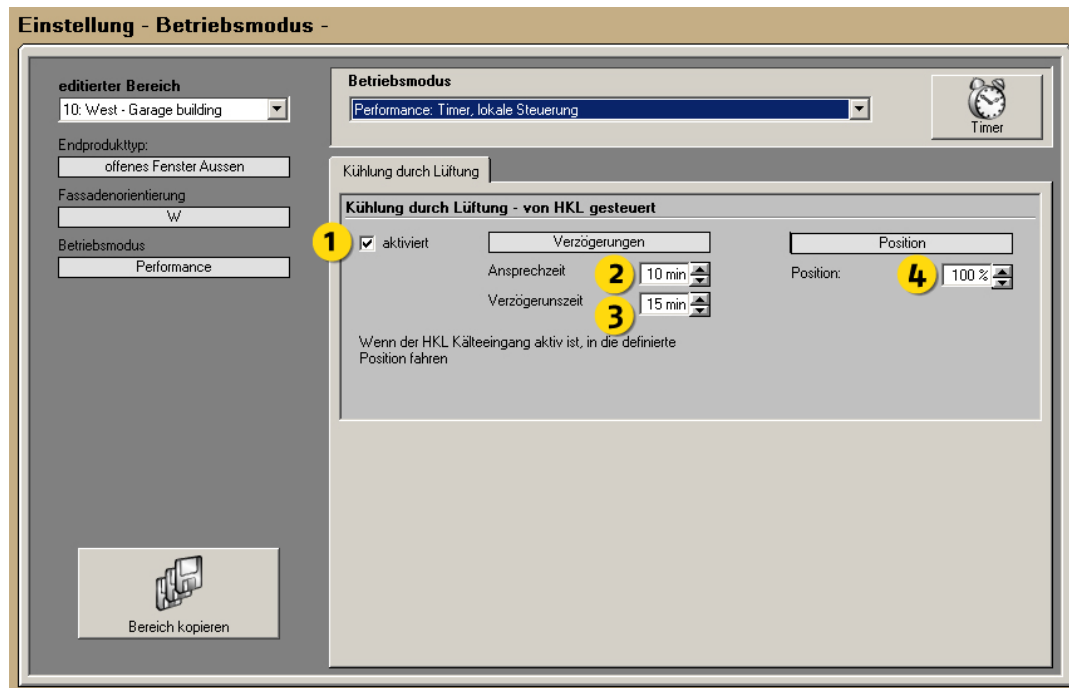 Einstellung - Betriebsmodus -
editierter Bereich
10: West - Garage building
Endprodukttyp:
offenes Fenster Aussen
Fassadenorientierung
W
Betriebsmodus
Performance
Bereich kopieren
Betriebsmodus
Performance: Timer, lokale Steuerung
Timer
Kühlung durch Lüftung
Kühlung durch Lüftung - von HKL gesteuert
1 aktiviert
Verzögerungen
Position
Ansprechzeit 2 10 min
Position: 4 100 %
Verzögerunszeit 3 15 min
Wenn der HKL Kälteeingang aktiv ist, in die definierte
Position fahren